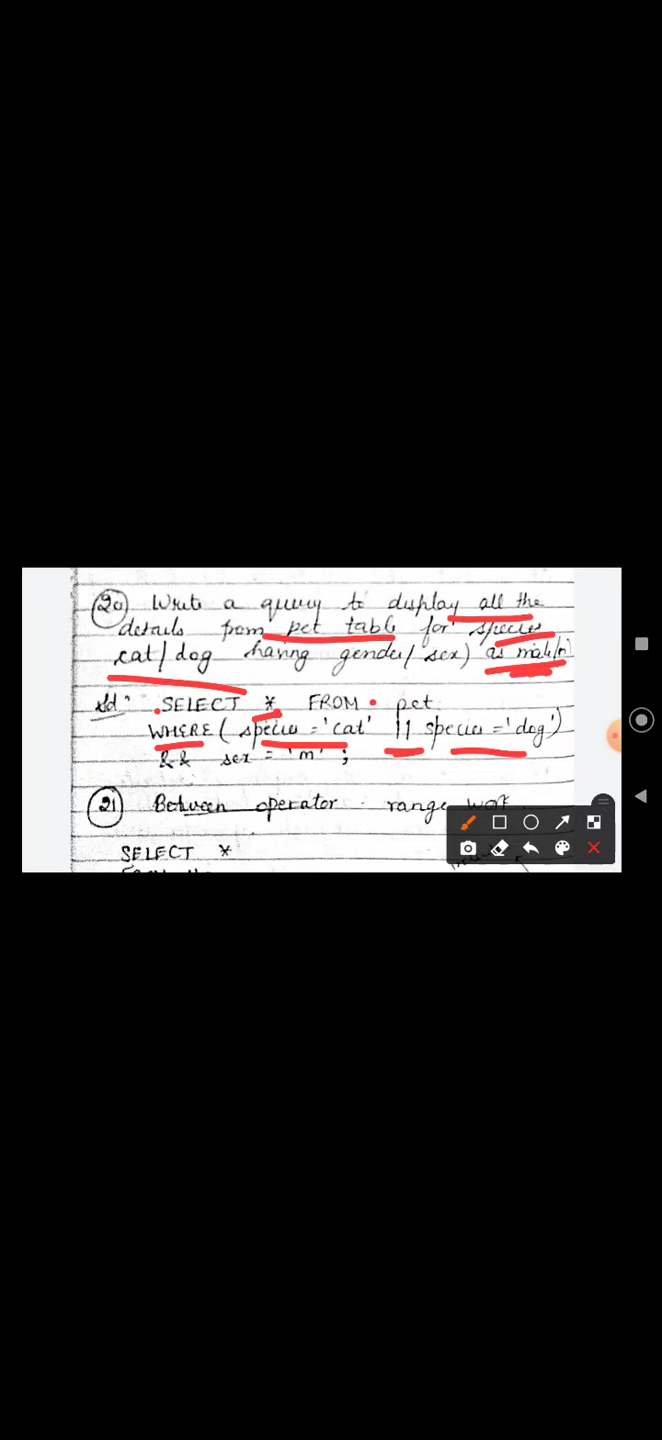 20 Write a query to display all the
details from pet table for species
cat/dog having gender/sex) as male/m
Sol: SELECT * FROM pet
WHERE ( species = 'cat' || species = 'dog')
&& sex = 'm' ;
21 Between operator range
SELECT *